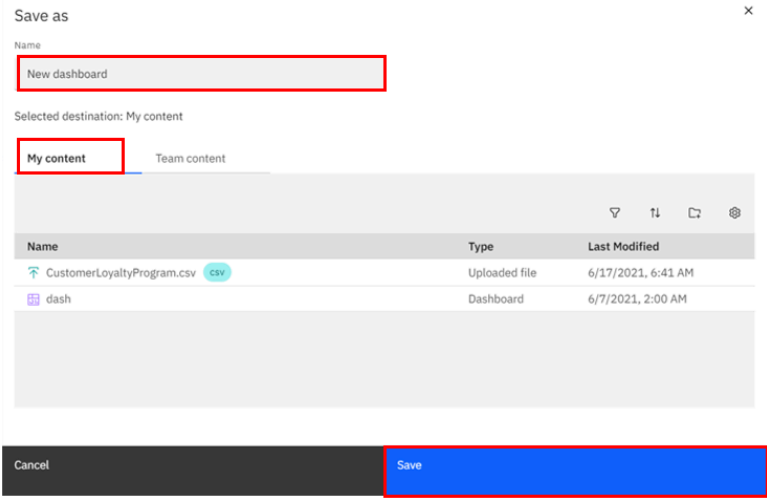 Save as
Name
New dashboard
Selected destination: My content
My content Team content
Name Type Last Modified
CustomerLoyaltyProgram.csv csv Uploaded file 6/17/2021, 6:41 AM
dash Dashboard 6/7/2021, 2:00 AM
Cancel Save